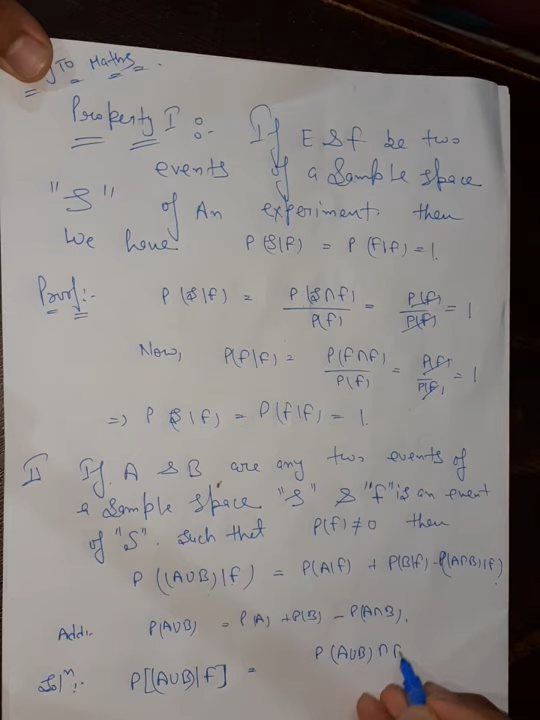 TO Maths.
Property I :- If E & f be two
events of a Sample space
"S" of An experiment. then
We have P(S|f) = P(f|f) = 1.
Proof:- P(S|f) = P(S∩f)/P(f) = P(f)/P(f) = 1
Now, P(f|f) = P(f∩f)/P(f) = P(f)/P(f) = 1
=> P(S|f) = P(f|f) = 1.
II If A & B are any two events of
a Sample space "S" & "f" is an event
of "S". Such that P(f) ≠ 0 then
P((A∪B)|f) = P(A|f) + P(B|f) - P(A∩B)|f)
Add:- P(A∪B) = P(A) + P(B) - P(A∩B).
Solⁿ:- P[(A∪B)|f] = P(A∪B)∩